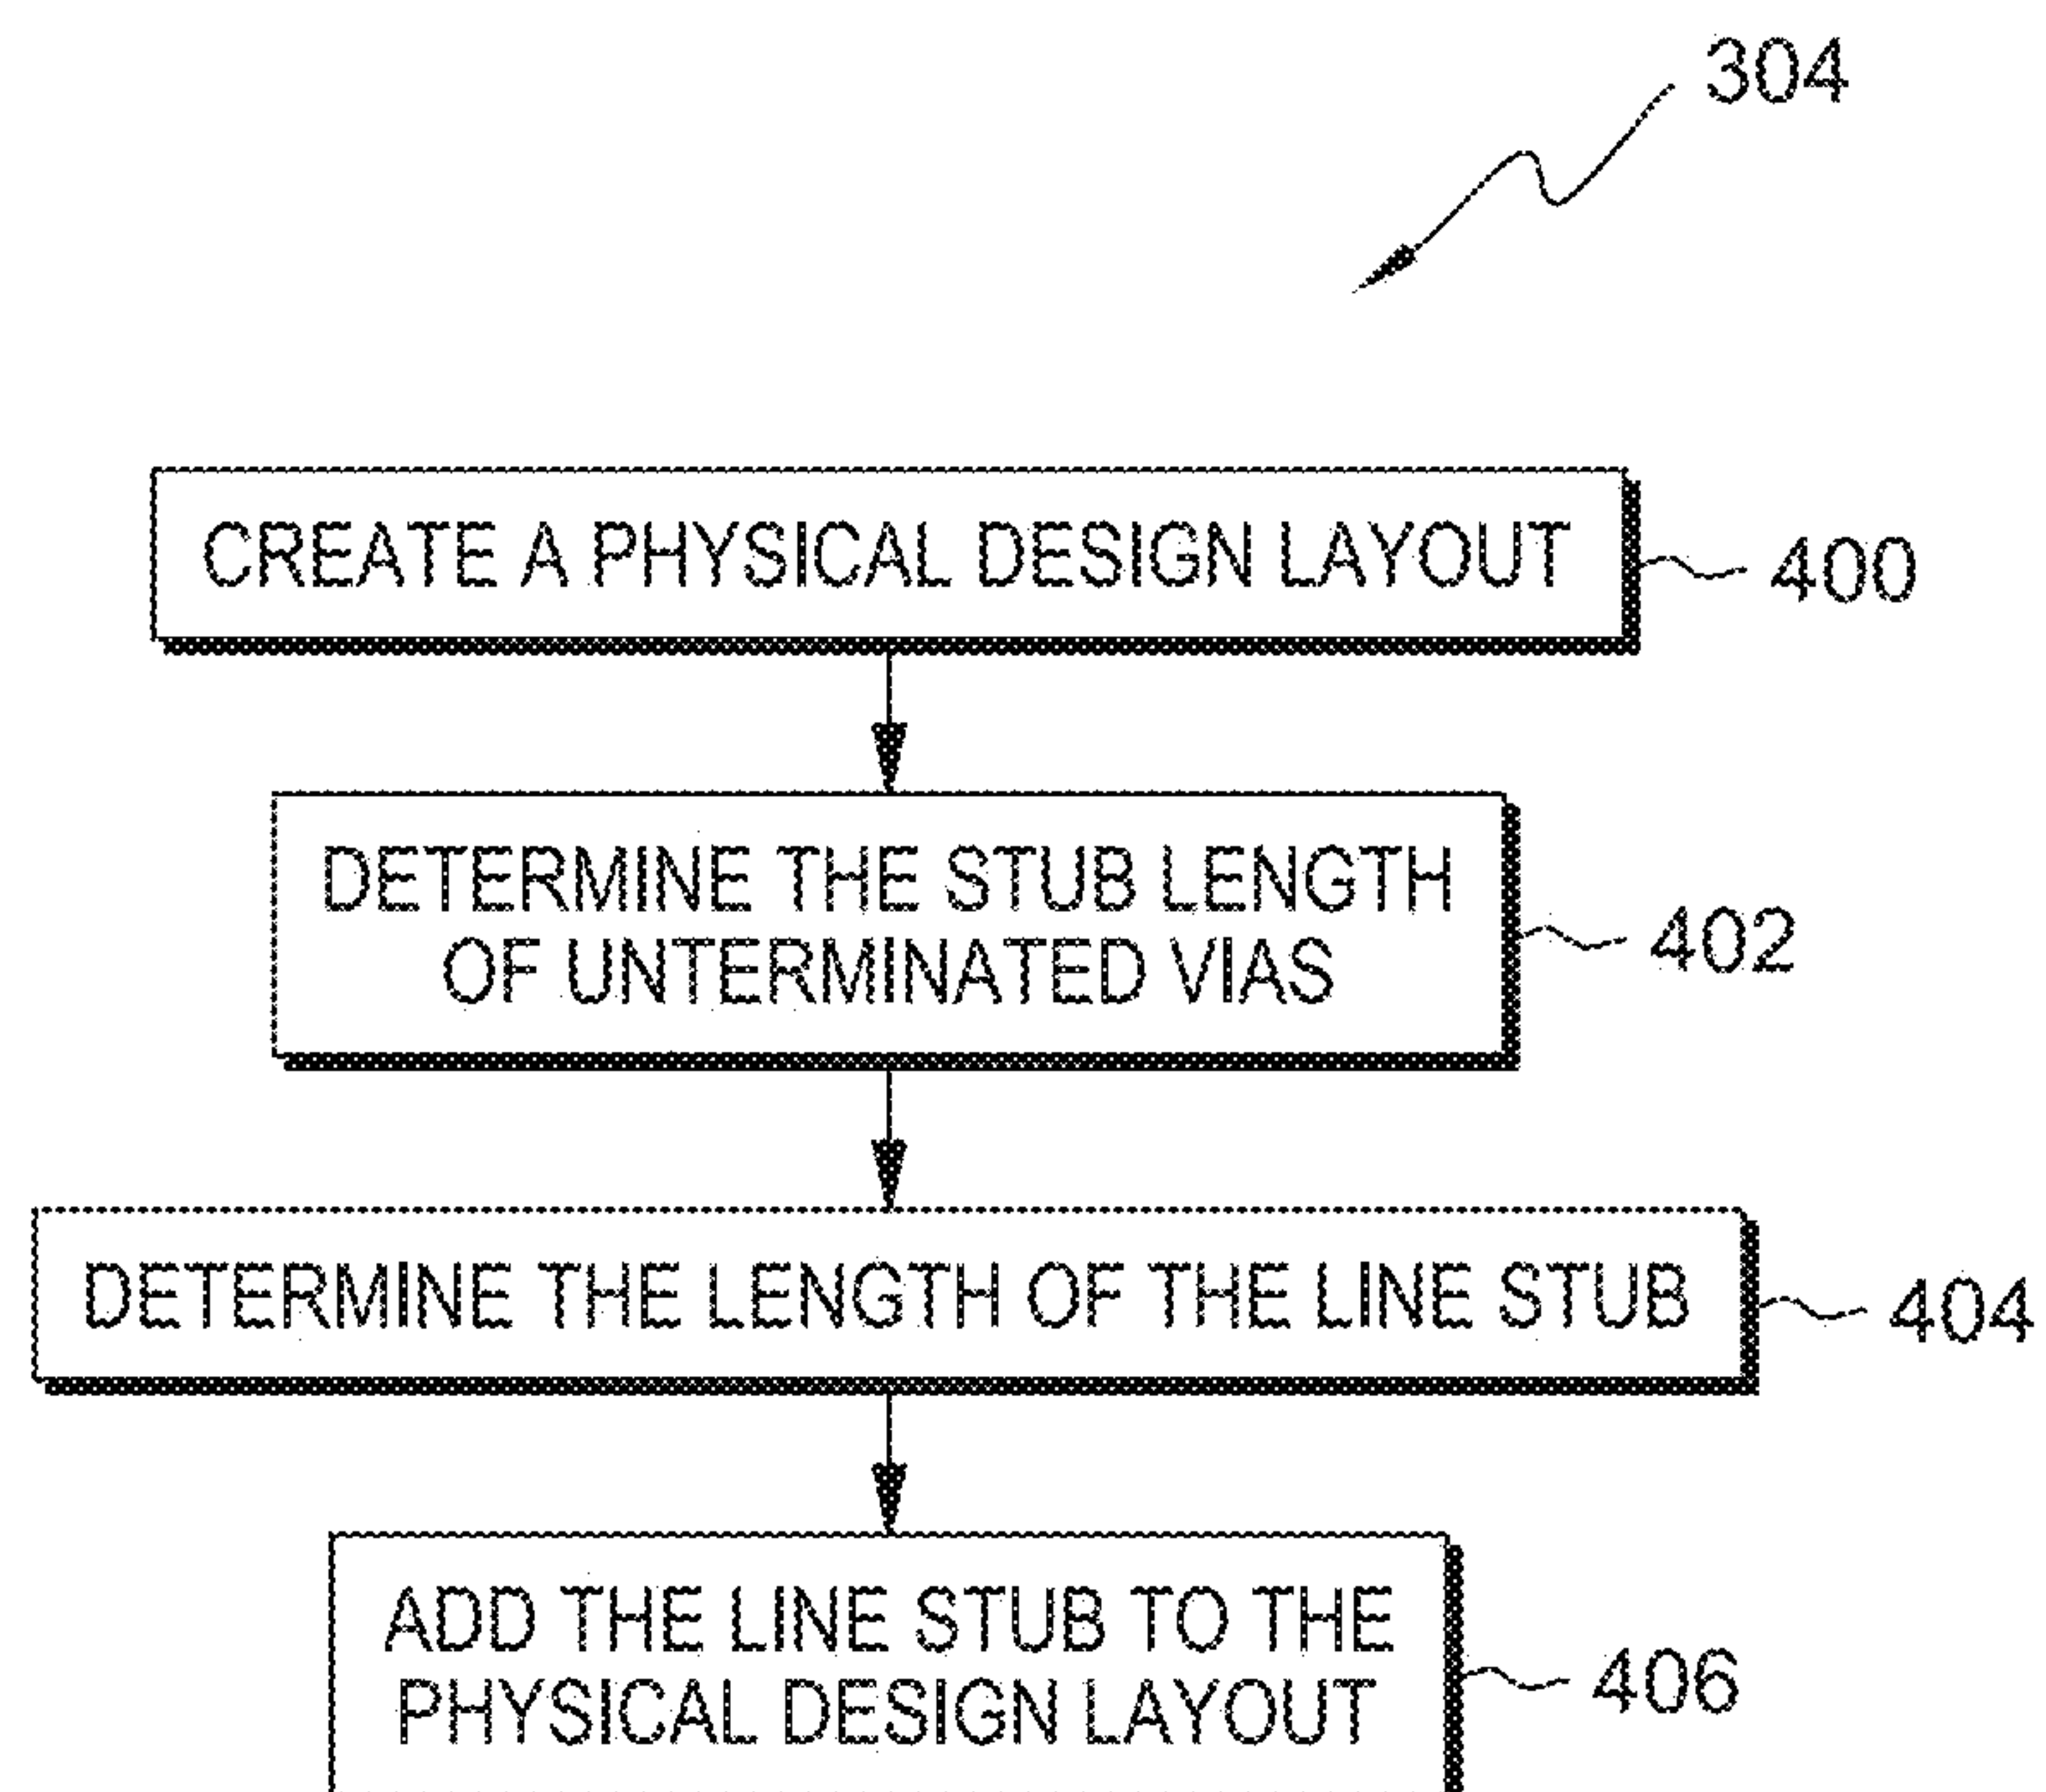 304
CREATE A PHYSICAL DESIGN LAYOUT
400
DETERMINE THE STUB LENGTH
OF UNTERMINATED VIAS
402
DETERMINE THE LENGTH OF THE LINE STUB
404
ADD THE LINE STUB TO THE
PHYSICAL DESIGN LAYOUT
406